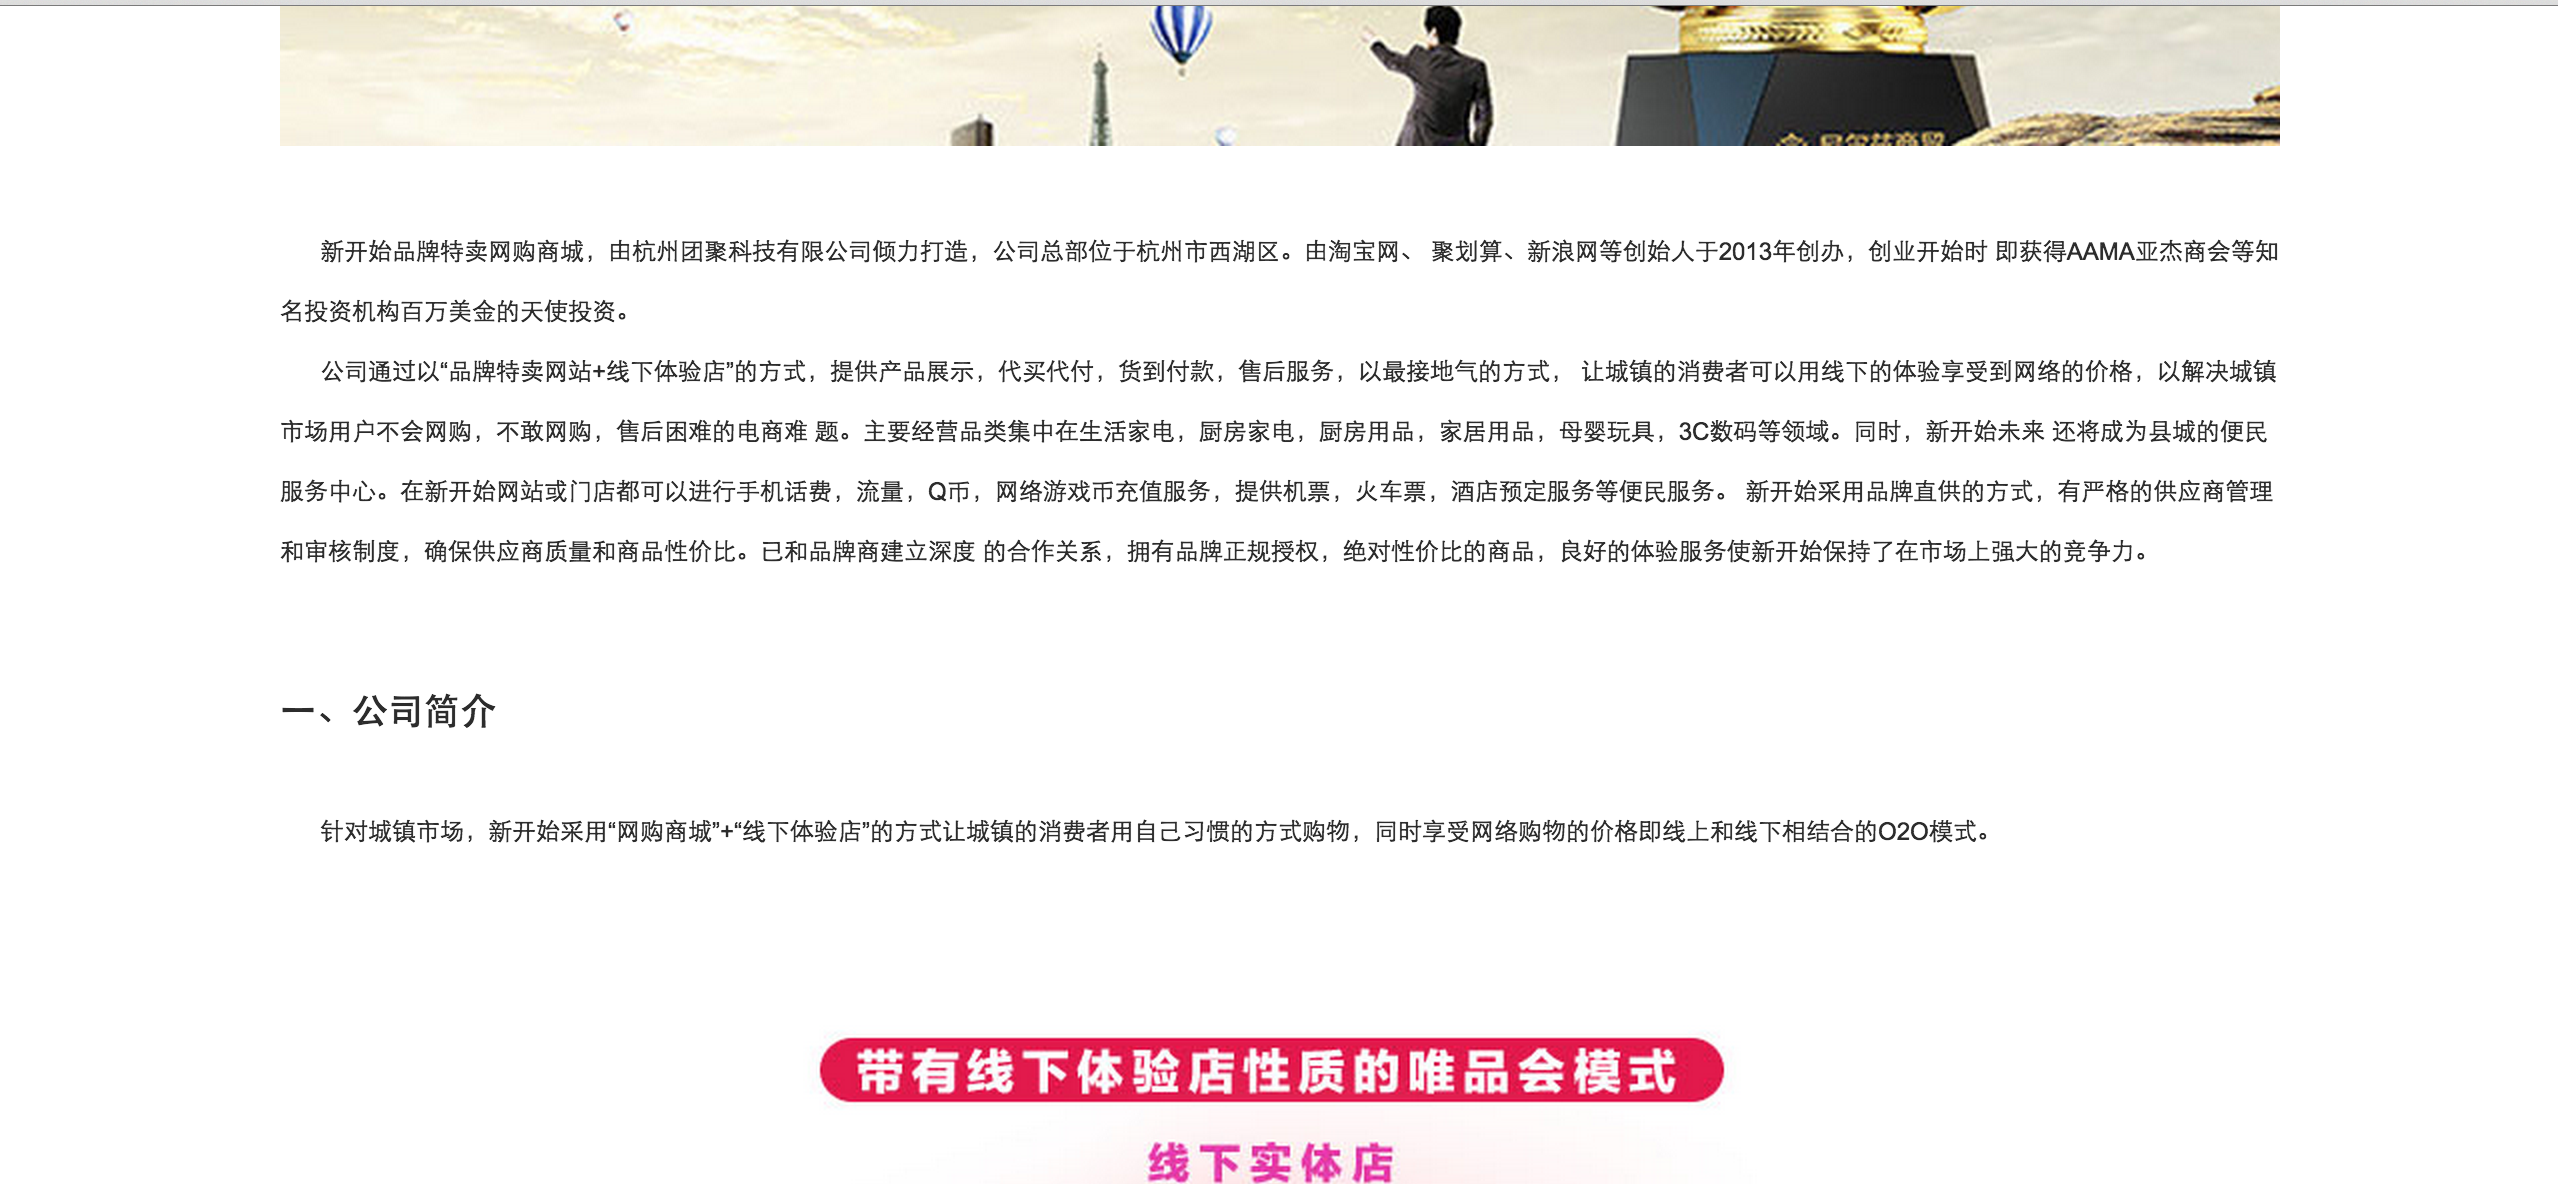 新开始品牌特卖网购商城，由杭州团聚科技有限公司倾力打造，公司总部位于杭州市西湖区。由淘宝网、 聚划算、新浪网等创始人于2013年创办，创业开始时 即获得AAMA亚杰商会等知
名投资机构百万美金的天使投资。
公司通过以“品牌特卖网站+线下体验店”的方式，提供产品展示，代买代付，货到付款，售后服务，以最接地气的方式， 让城镇的消费者可以用线下的体验享受到网络的价格，以解决城镇
市场用户不会网购，不敢网购，售后困难的电商难 题。主要经营品类集中在生活家电，厨房家电，厨房用品，家居用品，母婴玩具，3C数码等领域。同时，新开始未来 还将成为县城的便民
服务中心。在新开始网站或门店都可以进行手机话费，流量，Q币，网络游戏币充值服务，提供机票，火车票，酒店预定服务等便民服务。 新开始采用品牌直供的方式，有严格的供应商管理
和审核制度，确保供应商质量和商品性价比。已和品牌商建立深度 的合作关系，拥有品牌正规授权，绝对性价比的商品，良好的体验服务使新开始保持了在市场上强大的竞争力。
一、公司简介
针对城镇市场，新开始采用“网购商城”+“线下体验店”的方式让城镇的消费者用自己习惯的方式购物，同时享受网络购物的价格即线上和线下相结合的O2O模式。
带有线下体验店性质的唯品会模式
线下实体店